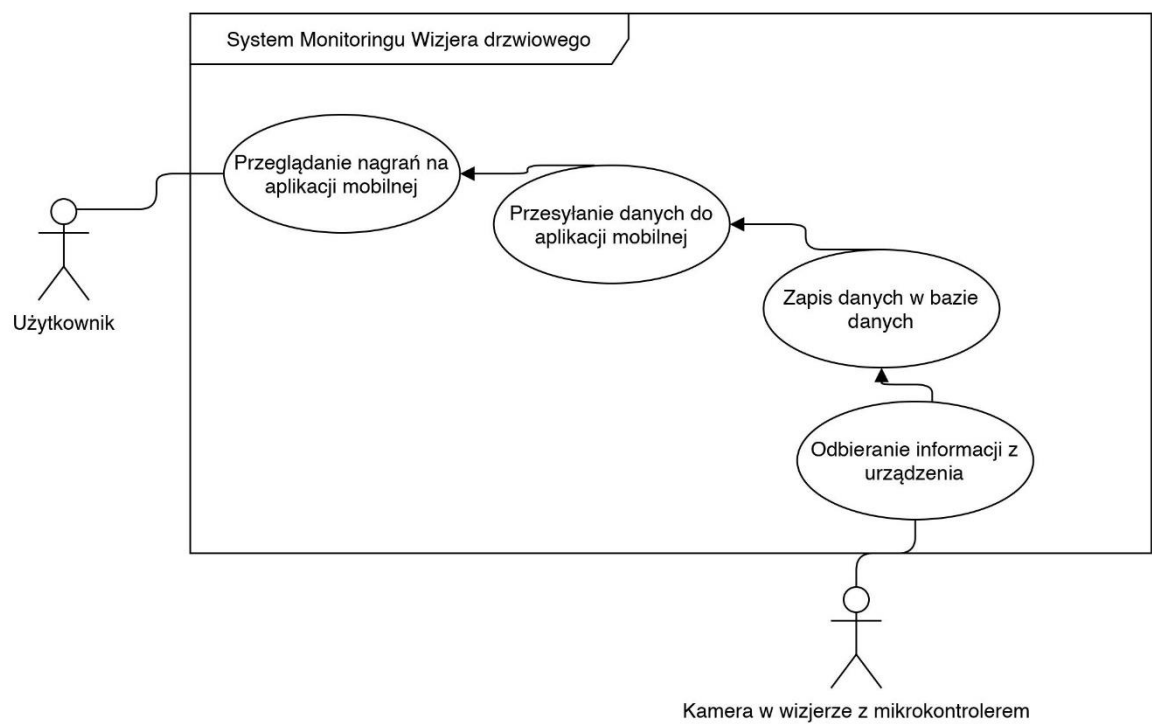 System Monitoringu Wizjera drzwiowego
Przeglądanie nagrań na
aplikacji mobilnej
Przesyłanie danych do
aplikacji mobilnej
Zapis danych w bazie
danych
Użytkownik
Odbieranie informacji z
urządzenia
Kamera w wizjerze z mikrokontrolerem